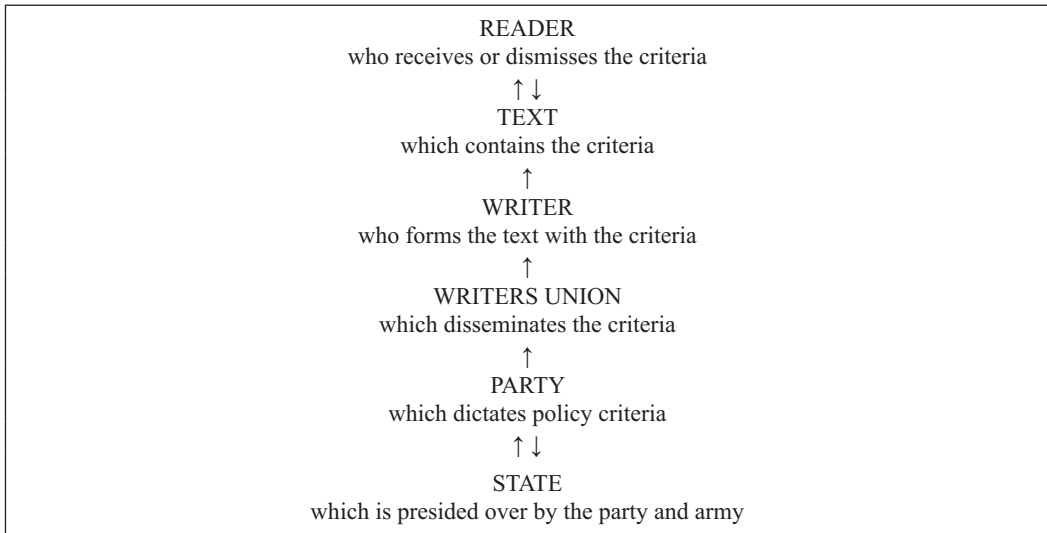 READER
who receives or dismisses the criteria
↑ ↓
TEXT
which contains the criteria
↑
WRITER
who forms the text with the criteria
↑
WRITERS UNION
which disseminates the criteria
↑
PARTY
which dictates policy criteria
↑ ↓
STATE
which is presided over by the party and army